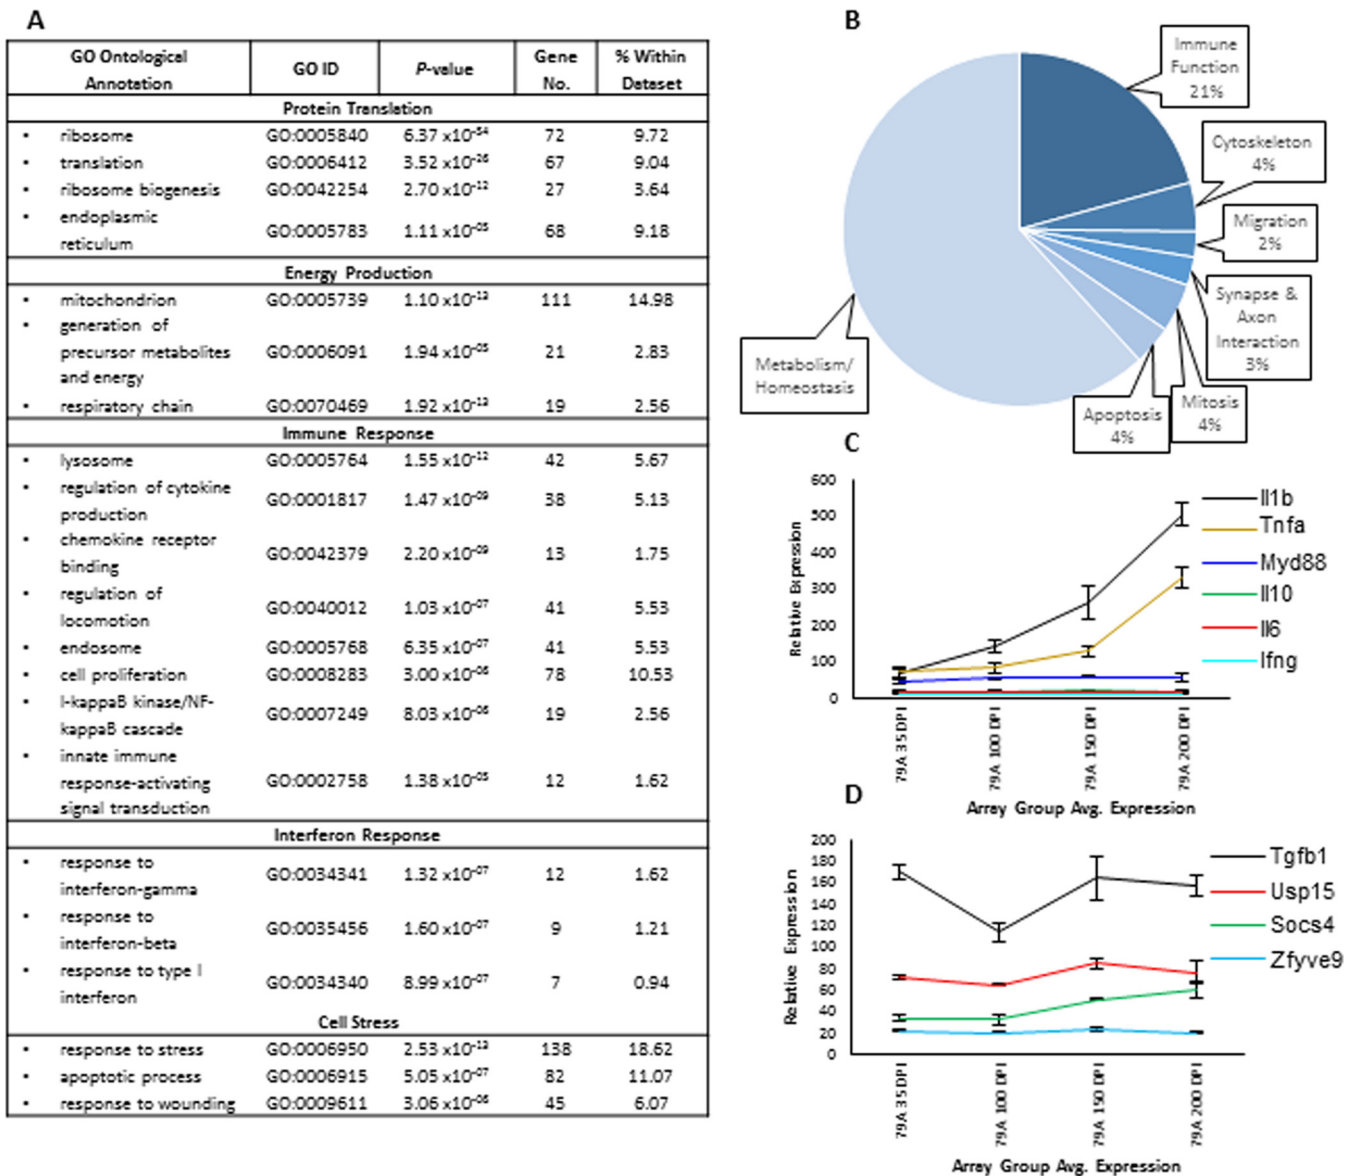 A
GO Ontological Annotation GO ID P-value Gene No. % Within Dataset
Protein Translation
• ribosome GO:0005840 6.37 x10⁻⁵⁴ 72 9.72
• translation GO:0006412 3.52 x10⁻²⁶ 67 9.04
• ribosome biogenesis GO:0042254 2.70 x10⁻¹² 27 3.64
• endoplasmic reticulum GO:0005783 1.11 x10⁻⁰⁵ 68 9.18
Energy Production
• mitochondrion GO:0005739 1.10 x10⁻¹³ 111 14.98
• generation of precursor metabolites and energy GO:0006091 1.94 x10⁻⁰⁵ 21 2.83
• respiratory chain GO:0070469 1.92 x10⁻¹³ 19 2.56
Immune Response
• lysosome GO:0005764 1.55 x10⁻¹² 42 5.67
• regulation of cytokine production GO:0001817 1.47 x10⁻⁰⁹ 38 5.13
• chemokine receptor binding GO:0042379 2.20 x10⁻⁰⁹ 13 1.75
• regulation of locomotion GO:0040012 1.03 x10⁻⁰⁷ 41 5.53
• endosome GO:0005768 6.35 x10⁻⁰⁷ 41 5.53
• cell proliferation GO:0008283 3.00 x10⁻⁰⁶ 78 10.53
• I-kappaB kinase/NF-kappaB cascade GO:0007249 8.03 x10⁻⁰⁶ 19 2.56
• innate immune response-activating signal transduction GO:0002758 1.38 x10⁻⁰⁵ 12 1.62
Interferon Response
• response to interferon-gamma GO:0034341 1.32 x10⁻⁰⁷ 12 1.62
• response to interferon-beta GO:0035456 1.60 x10⁻⁰⁷ 9 1.21
• response to type I interferon GO:0034340 8.99 x10⁻⁰⁷ 7 0.94
Cell Stress
• response to stress GO:0006950 2.53 x10⁻¹³ 138 18.62
• apoptotic process GO:0006915 5.05 x10⁻⁰⁷ 82 11.07
• response to wounding GO:0009611 3.06 x10⁻⁰⁶ 45 6.07
B
Immune
Function
21%
Cytoskeleton
4%
Migration
2%
Synapse &
Axon
Interaction
3%
Mitosis
4%
Apoptosis
4%
Metabolism/
Homeostasis
C
Relative Expression
600
500
400
300
200
100
0
Il1b
Tnfa
Myd88
Il10
Il6
Ifng
79A 35 DPI
79A 100 DPI
79A 150 DPI
79A 200 DPI
Array Group Avg. Expression
D
Relative Expression
200
180
160
140
120
100
80
60
40
20
0
Tgfb1
Usp15
Socs4
Zfyve9
79A 35 DPI
79A 100 DPI
79A 150 DPI
79A 200 DPI
Array Group Avg. Expression